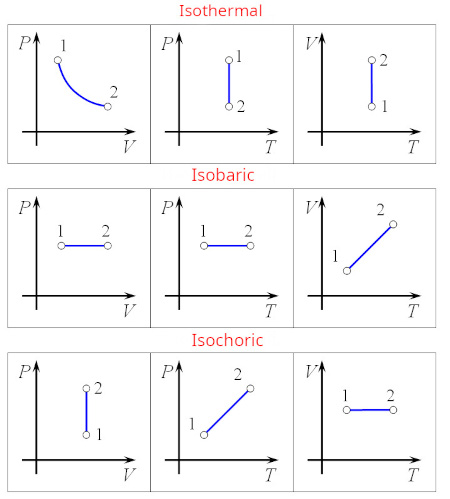 Isothermal
P 1 2 V
P 1 2 T
V 2 1 T
Isobaric
P 1 2 V
P 1 2 T
V 2 1 T
Isochoric
P 2 1 V
P 2 1 T
V 1 2 T